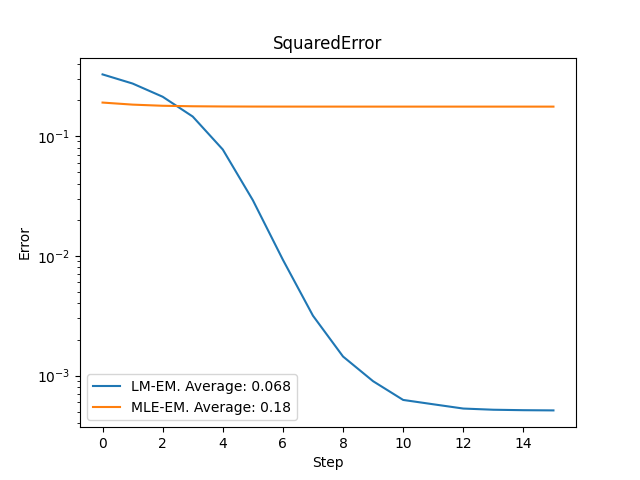 SquaredError
Error
10⁻¹
10⁻²
10⁻³
LM-EM. Average: 0.068
MLE-EM. Average: 0.18
0 2 4 6 8 10 12 14
Step